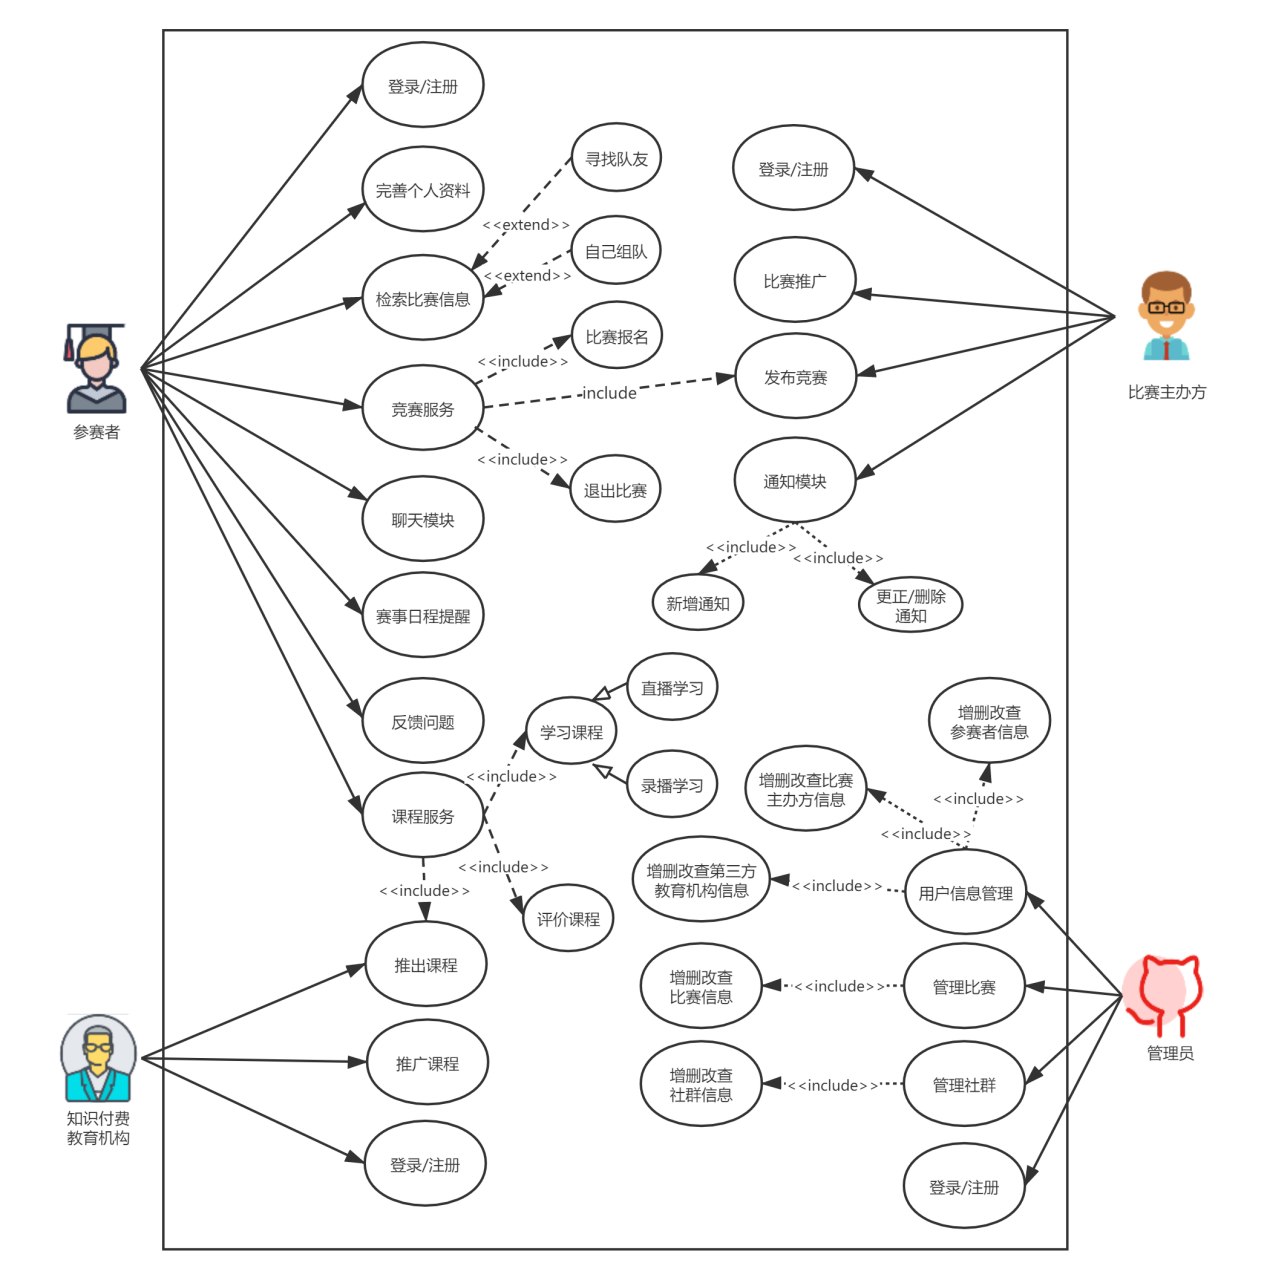 登录/注册
完善个人资料
检索比赛信息
竞赛服务
聊天模块
赛事日程提醒
反馈问题
课程服务
推出课程
推广课程
登录/注册
参赛者
知识付费
教育机构
寻找队友
<<extend>>
自己组队
<<extend>>
比赛报名
<<include>>
include
<<include>>
退出比赛
登录/注册
比赛推广
发布竞赛
通知模块
<<include>>
<<include>>
新增通知
更正/删除
通知
比赛主办方
直播学习
学习课程
录播学习
<<include>>
<<include>>
<<include>>
评价课程
增删改查
参赛者信息
增删改查比赛
主办方信息
<<include>>
<<include>>
增删改查第三方
教育机构信息
<<include>>
用户信息管理
增删改查
比赛信息
<<include>>
管理比赛
增删改查
社群信息
<<include>>
管理社群
登录/注册
管理员